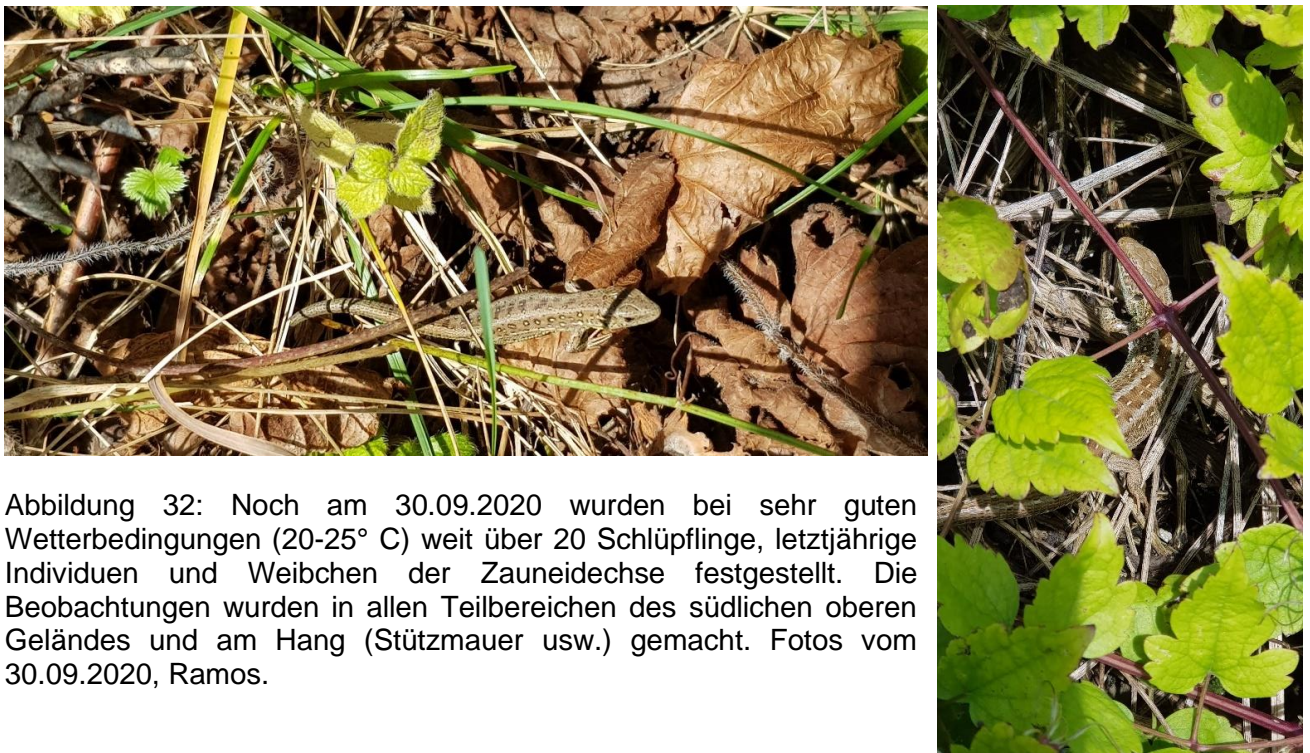 Abbildung 32: Noch am 30.09.2020 wurden bei sehr guten
Wetterbedingungen (20-25° C) weit über 20 Schlüpflinge, letztjährige
Individuen und Weibchen der Zauneidechse festgestellt. Die
Beobachtungen wurden in allen Teilbereichen des südlichen oberen
Geländes und am Hang (Stützmauer usw.) gemacht. Fotos vom
30.09.2020, Ramos.